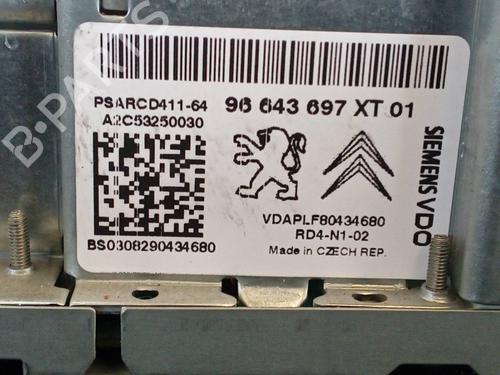 PSARCD411-64
96 643 697 XT 01
A2C53250030
SIEMENS VDO
VDAPLF80434680
RD4-N1-02
BS0308290434680
Made in CZECH REP.
B-PARTS